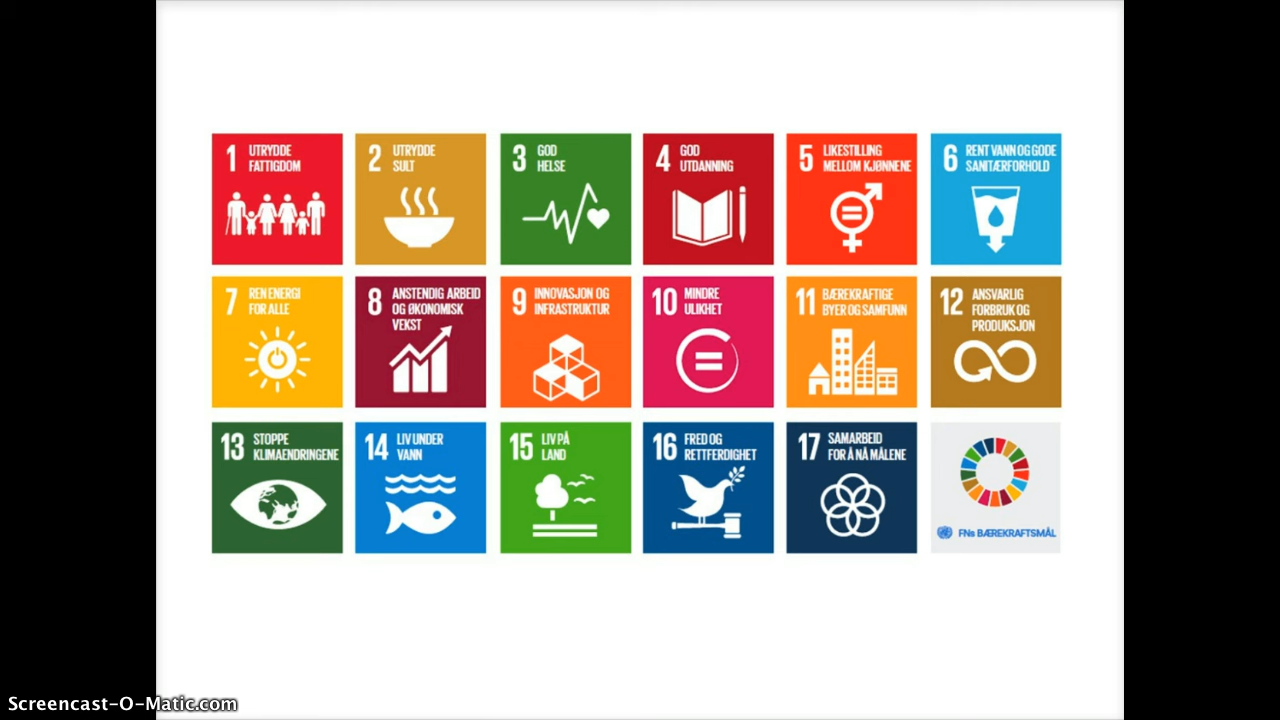 1 UTRYDDE
FATTIGDOM
2 UTRYDDE
SULT
3 GOD
HELSE
4 GOD
UTDANNING
5 LIKESTILLING
MELLOM KJØNNENE
6 RENT VANN OG GODE
SANITÆRFORHOLD
7 REN ENERGI
FOR ALLE
8 ANSTENDIG ARBEID
OG ØKONOMISK
VEKST
9 INNOVASJON OG
INFRASTRUKTUR
10 MINDRE
ULIKHET
11 BÆREKRAFTIGE
BYER OG SAMFUNN
12 ANSVARLIG
FORBRUK OG
PRODUKSJON
13 STOPPE
KLIMAENDRINGENE
14 LIV UNDER
VANN
15 LIV PÅ
LAND
16 FRED OG
RETTFERDIGHET
17 SAMARBEID
FOR Å NÅ MÅLENE
FNs BÆREKRAFTSMÅL
Screencast-O-Matic.com